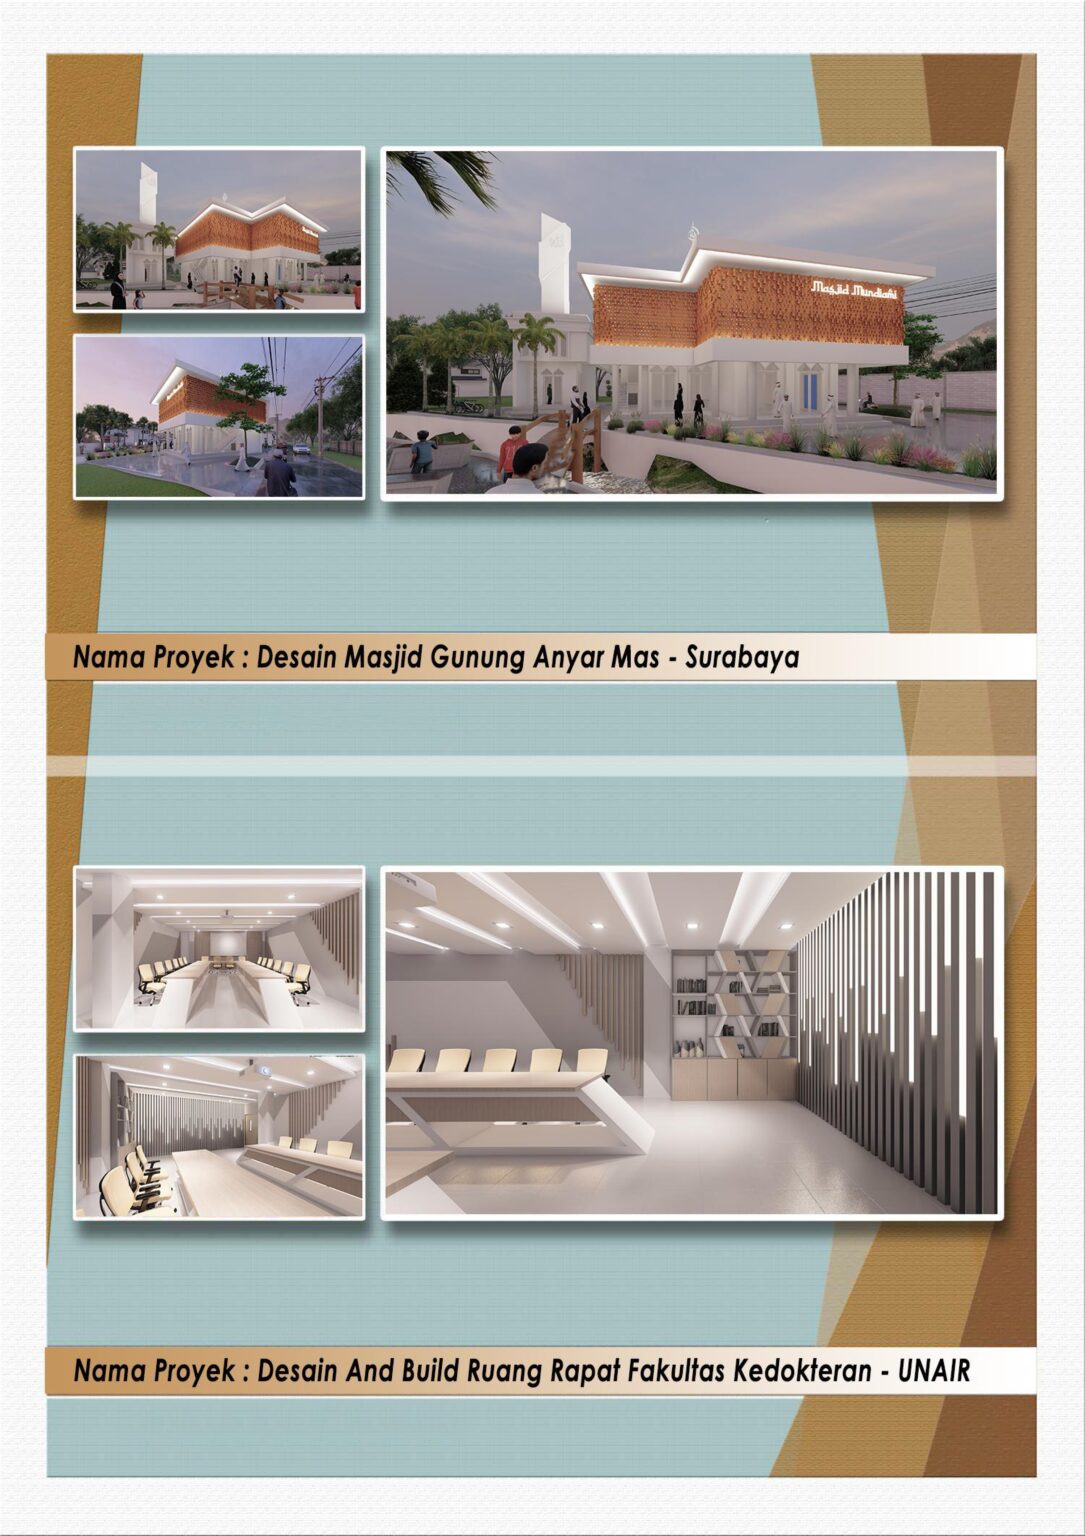 Masjid Mundiami
Nama Proyek : Desain Masjid Gunung Anyar Mas - Surabaya
Nama Proyek : Desain And Build Ruang Rapat Fakultas Kedokteran - UNAIR